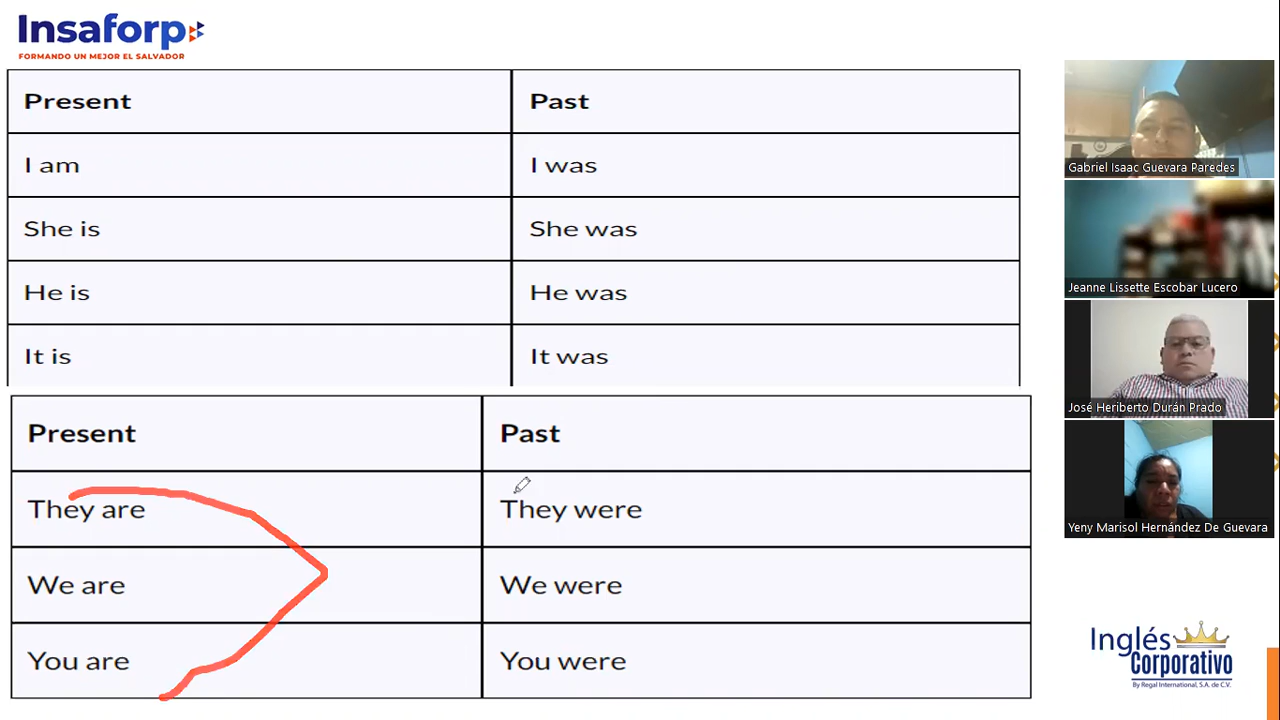 Insaforp
FORMANDO UN MEJOR EL SALVADOR
Present Past
I am I was
She is She was
He is He was
It is It was
Present Past
They are They were
We are We were
You are You were
Gabriel Isaac Guevara Paredes
Jeanne Lissette Escobar Lucero
José Heriberto Durán Prado
Yeny Marisol Hernández De Guevara
Inglés
Corporativo
By Regal International, S.A. de C.V.